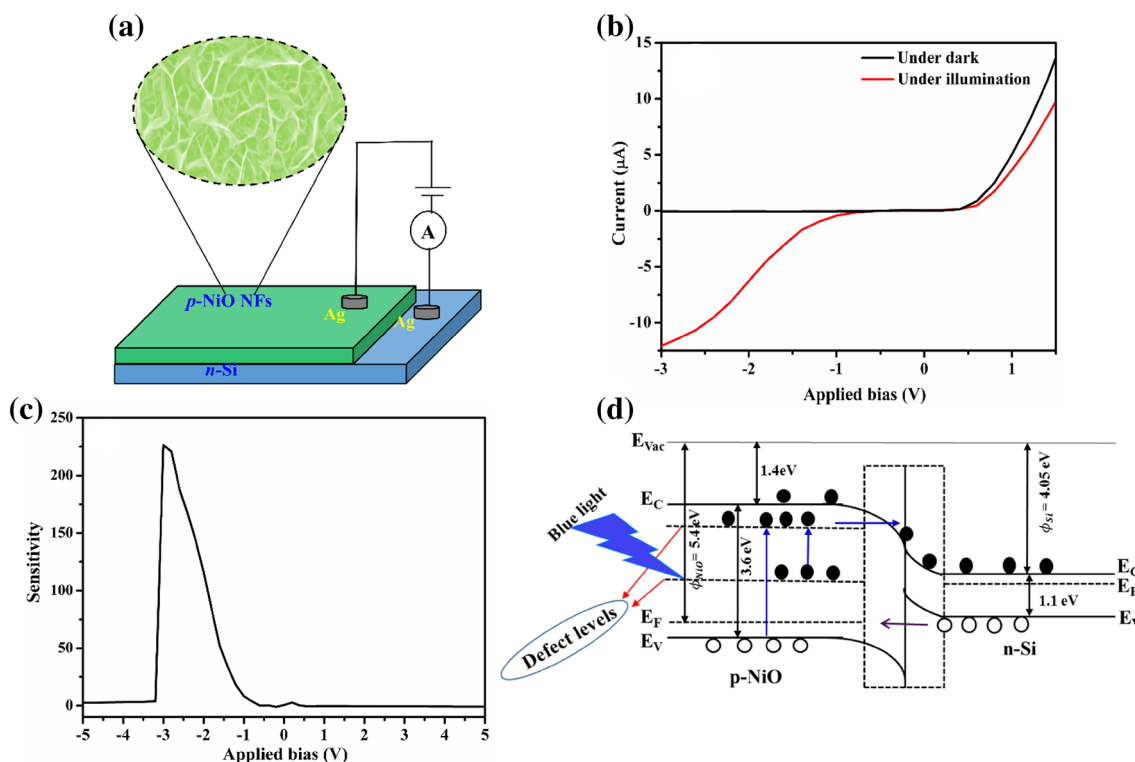 (a)
p-NiO NFs
Ag
Ag
n-Si
A
(b)
Under dark
Under illumination
15
10
5
0
-5
-10
-3
-2
-1
0
1
Current (μA)
Applied bias (V)
(c)
250
200
150
100
50
0
-5
-4
-3
-2
-1
0
1
2
3
4
5
Sensitivity
Applied bias (V)
(d)
E_Vac
1.4eV
E_C
Blue light
ϕ_NiO = 5.4 eV
3.6 eV
ϕ_Si = 4.05 eV
Defect levels
E_F
E_V
p-NiO
E_C
E_F
1.1 eV
E_V
n-Si